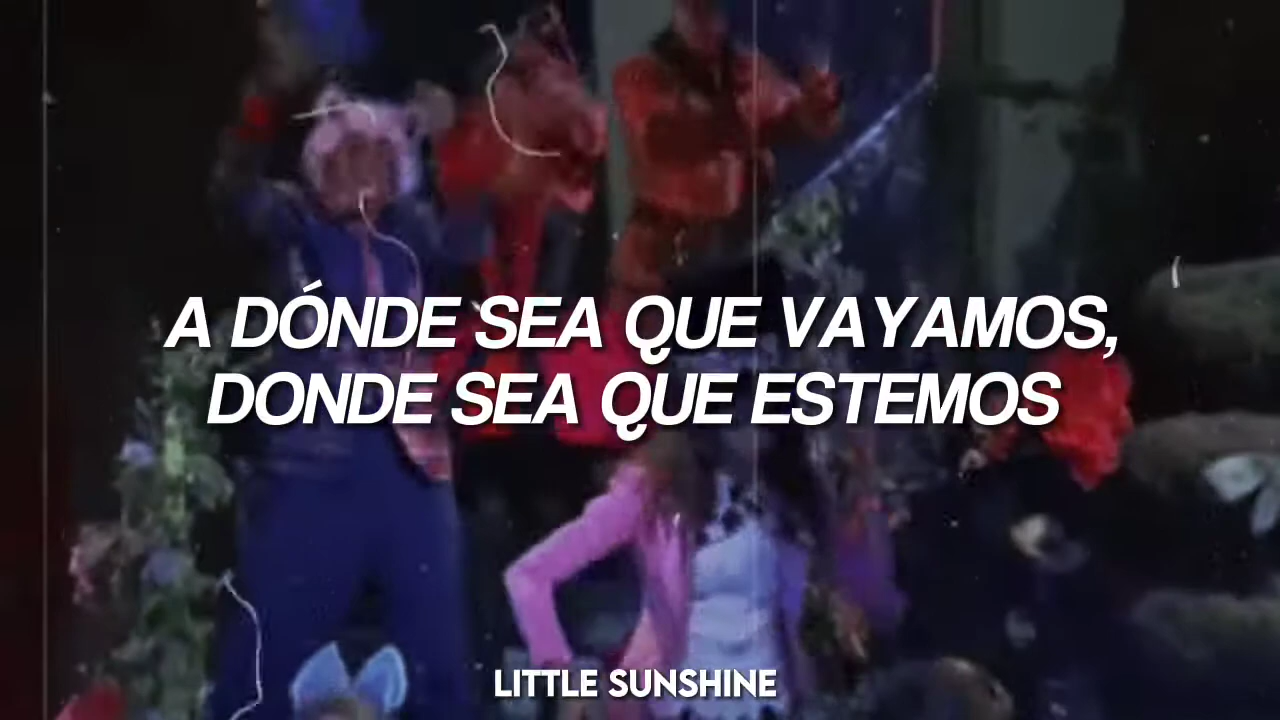 A DÓNDE SEA QUE VAYAMOS,
DONDE SEA QUE ESTEMOS
LITTLE SUNSHINE